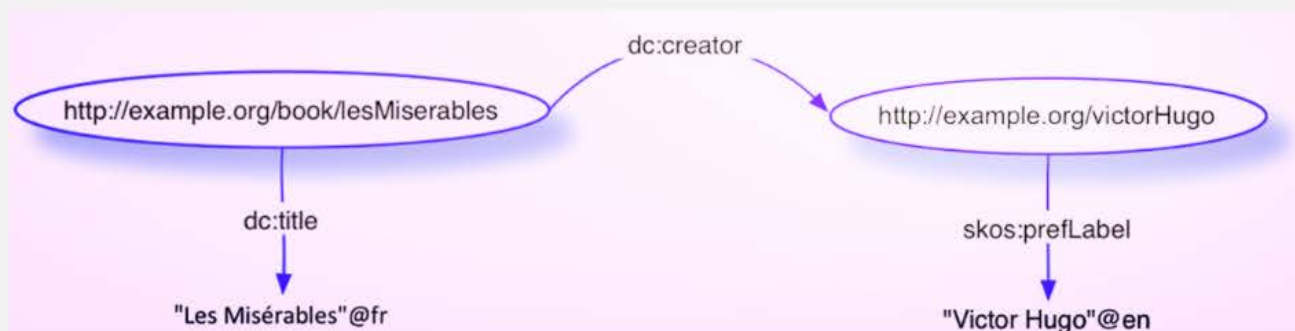 dc:creator
http://example.org/book/lesMiserables
http://example.org/victorHugo
dc:title
skos:prefLabel
"Les Misérables"@fr
"Victor Hugo"@en